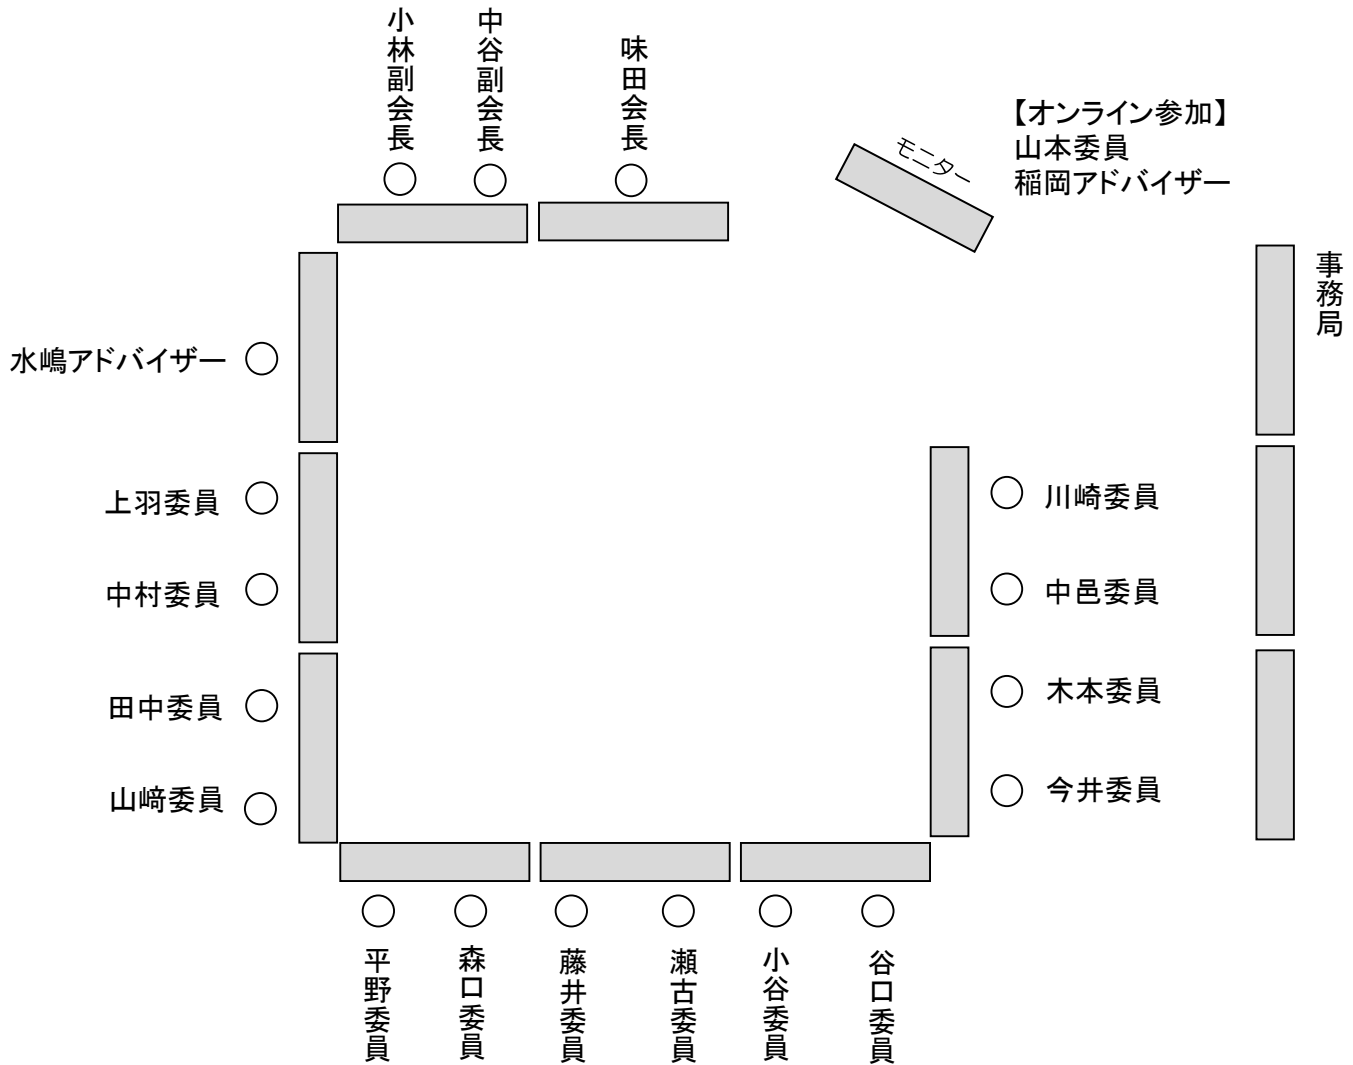 小林副会長
中谷副会長
味田会長
モニター
【オンライン参加】
山本委員
稲岡アドバイザー
事務局
水嶋アドバイザー
上羽委員
中村委員
田中委員
山﨑委員
川崎委員
中邑委員
木本委員
今井委員
平野委員
森口委員
藤井委員
瀬古委員
小谷委員
谷口委員